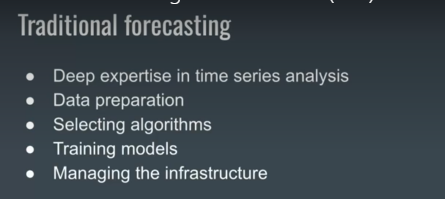 Traditional forecasting
● Deep expertise in time series analysis
● Data preparation
● Selecting algorithms
● Training models
● Managing the infrastructure